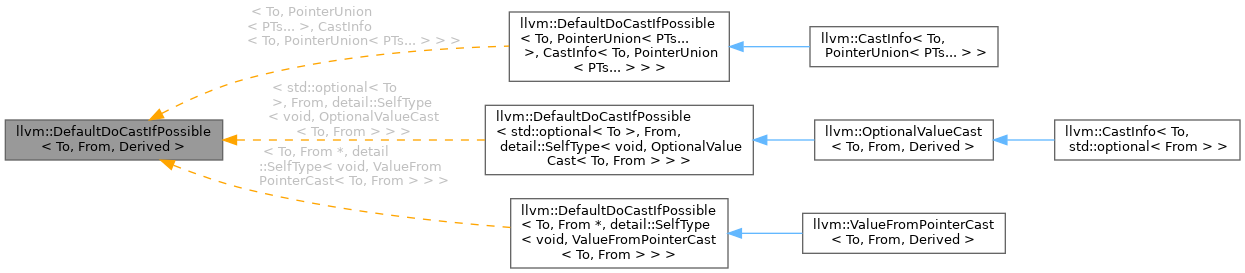 < To, PointerUnion
< PTs... >, CastInfo
< To, PointerUnion< PTs... > > >
llvm::DefaultDoCastIfPossible
< To, PointerUnion< PTs...
>, CastInfo< To, PointerUnion
< PTs... > > >
llvm::CastInfo< To,
PointerUnion< PTs... > >
llvm::DefaultDoCastIfPossible
< To, From, Derived >
< std::optional< To
>, From, detail::SelfType
< void, OptionalValueCast
< To, From > > >
llvm::DefaultDoCastIfPossible
< std::optional< To >, From,
detail::SelfType< void, OptionalValue
Cast< To, From > > >
llvm::OptionalValueCast
< To, From, Derived >
llvm::CastInfo< To,
std::optional< From > >
< To, From *, detail
::SelfType< void, ValueFrom
PointerCast< To, From > > >
llvm::DefaultDoCastIfPossible
< To, From *, detail::SelfType
< void, ValueFromPointerCast
< To, From > > >
llvm::ValueFromPointerCast
< To, From, Derived >